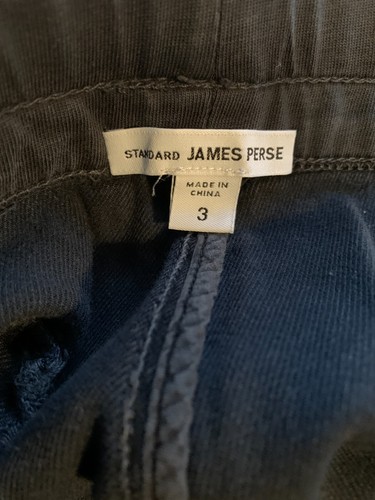 STANDARD JAMES PERSE
MADE IN
CHINA
3